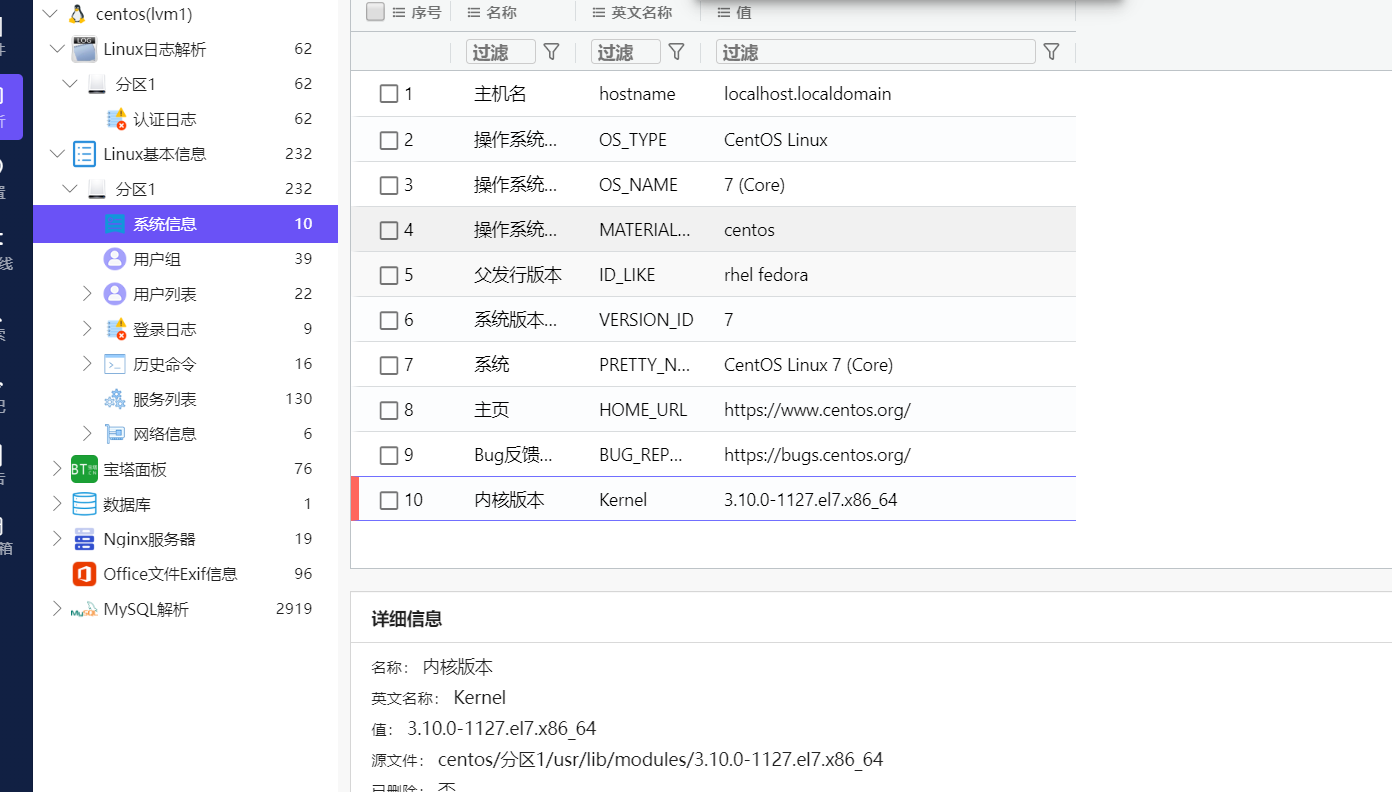 centos(lvm1)
Linux日志解析 62
分区1 62
认证日志 62
Linux基本信息 232
分区1 232
系统信息 10
用户组 39
用户列表 22
登录日志 9
历史命令 16
服务列表 130
网络信息 6
宝塔面板 76
数据库 1
Nginx服务器 19
Office文件Exif信息 96
MySQL解析 2919
序号 名称 英文名称 值
过滤 过滤 过滤
1 主机名 hostname localhost.localdomain
2 操作系统... OS_TYPE CentOS Linux
3 操作系统... OS_NAME 7 (Core)
4 操作系统... MATERIAL... centos
5 父发行版本 ID_LIKE rhel fedora
6 系统版本... VERSION_ID 7
7 系统 PRETTY_N... CentOS Linux 7 (Core)
8 主页 HOME_URL https://www.centos.org/
9 Bug反馈... BUG_REP... https://bugs.centos.org/
10 内核版本 Kernel 3.10.0-1127.el7.x86_64
详细信息
名称: 内核版本
英文名称: Kernel
值: 3.10.0-1127.el7.x86_64
源文件: centos/分区1/usr/lib/modules/3.10.0-1127.el7.x86_64
已删除: 否